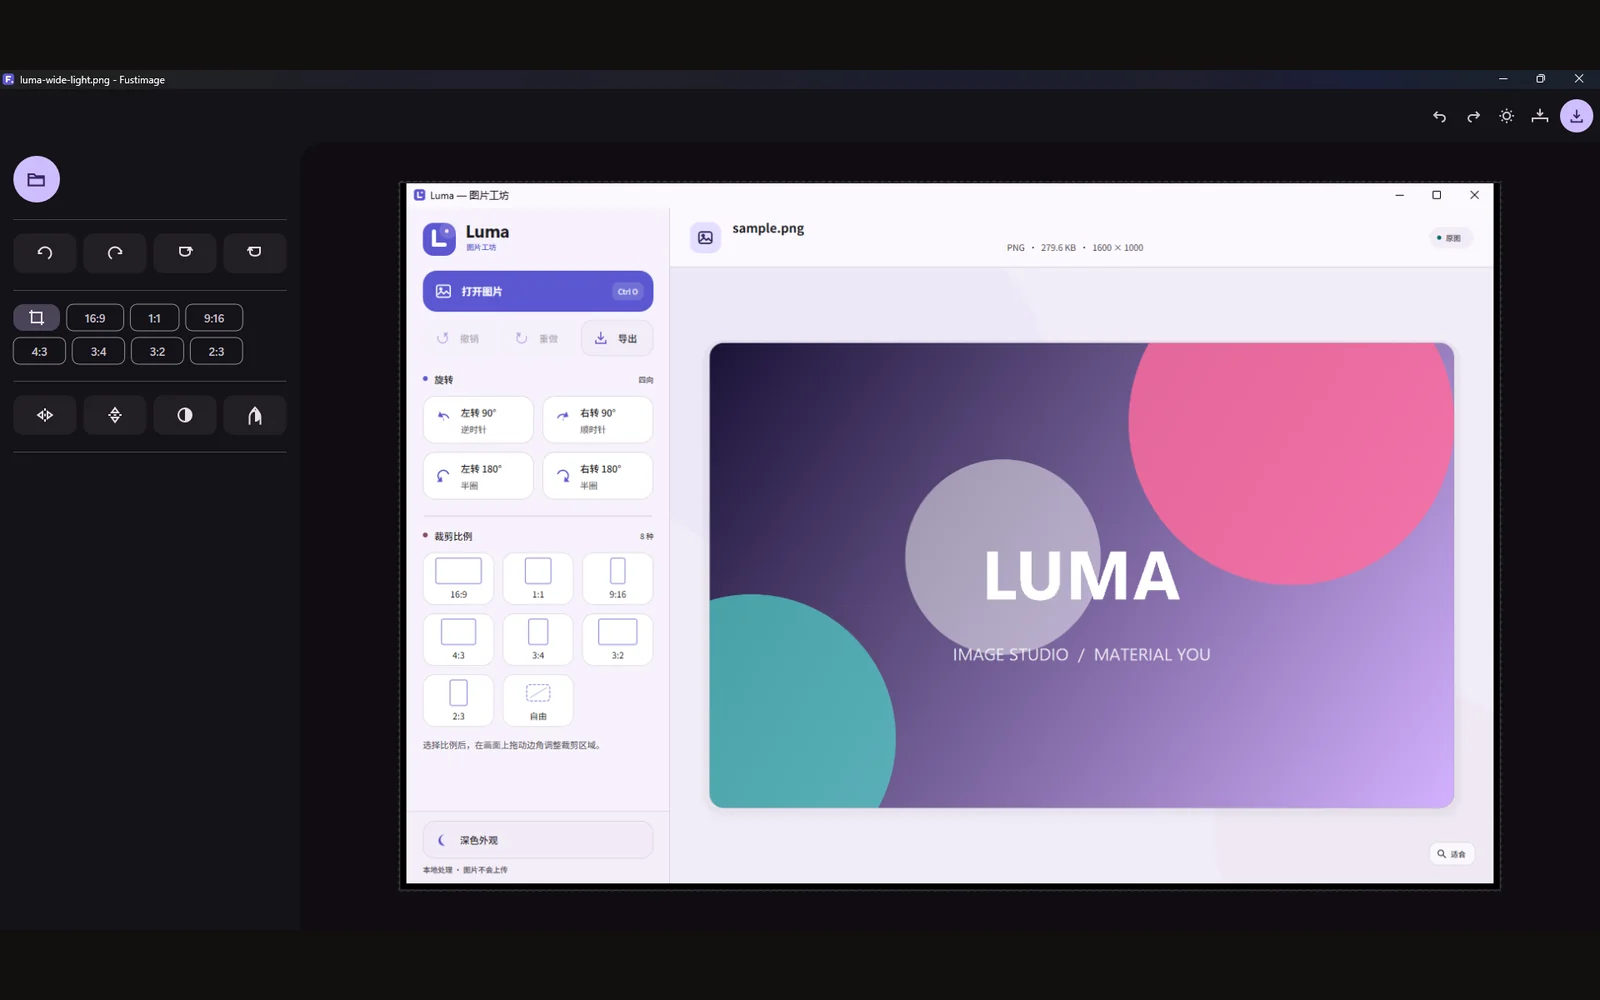 luma-wide-light.png - Fustimage
16:9
1:1
9:16
4:3
3:4
3:2
2:3
Luma — 图片工坊
Luma
图片工坊
打开图片
Ctrl O
撤销
重做
导出
旋转
四向
左转 90°
逆时针
右转 90°
顺时针
左转 180°
半圈
右转 180°
半圈
裁剪比例
8 种
16:9
1:1
9:16
4:3
3:4
3:2
2:3
自由
选择比例后，在画面上拖动边角调整裁剪区域。
深色外观
本地处理 · 图片不会上传
sample.png
PNG · 279.6 KB · 1600 × 1000
原图
LUMA
IMAGE STUDIO / MATERIAL YOU
适合